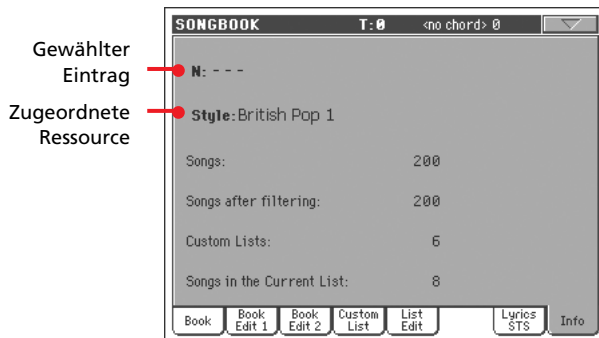 SONGBOOK T:0 <no chord> 0
Gewählter
Eintrag
N: - - -
Zugeordnete
Ressource
Style:British Pop 1
Songs: 200
Songs after filtering: 200
Custom Lists: 6
Songs in the Current List: 8
Book
Book
Edit 1
Book
Edit 2
Custom
List
List
Edit
Lyrics
STS
Info